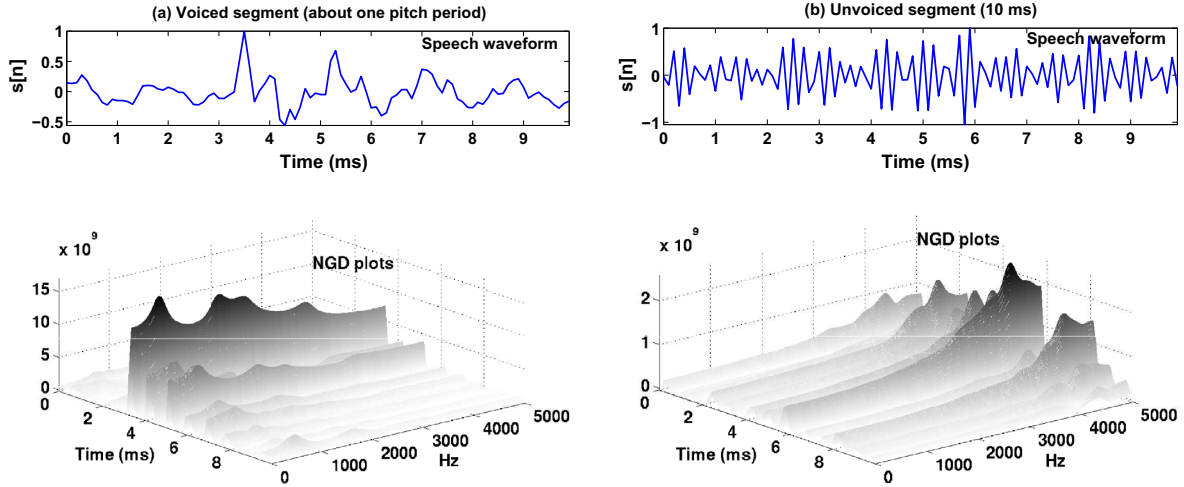 (a) Voiced segment (about one pitch period)
Speech waveform
s[n]
1
0.5
0
−0.5
0 1 2 3 4 5 6 7 8 9
Time (ms)
x 10^9
NGD plots
15
10
5
0
0 2 4 6 8
Time (ms)
0 1000 2000 3000 4000 5000
Hz
(b) Unvoiced segment (10 ms)
Speech waveform
s[n]
1
0
−1
0 1 2 3 4 5 6 7 8 9
Time (ms)
x 10^9
NGD plots
2
1
0
0 2 4 6 8
Time (ms)
0 1000 2000 3000 4000 5000
Hz